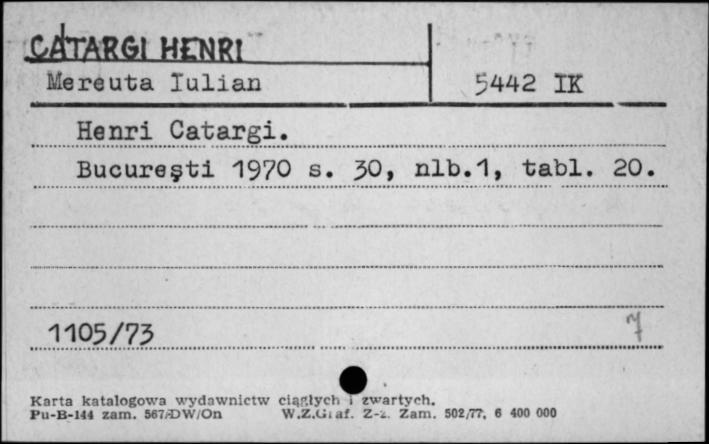 CATARGI HENRI
Mereuta Iulian 5442 IK
Henri Catargi.
Bucureşti 1970 s. 30, nlb.1, tabl. 20.
1105/73 7
Karta katalogowa wydawnictw ciągłych i zwartych.
Pu-B-144 zam. 567/DW/On W.Z.Graf. Z-z. Zam. 502/77, 6 400 000